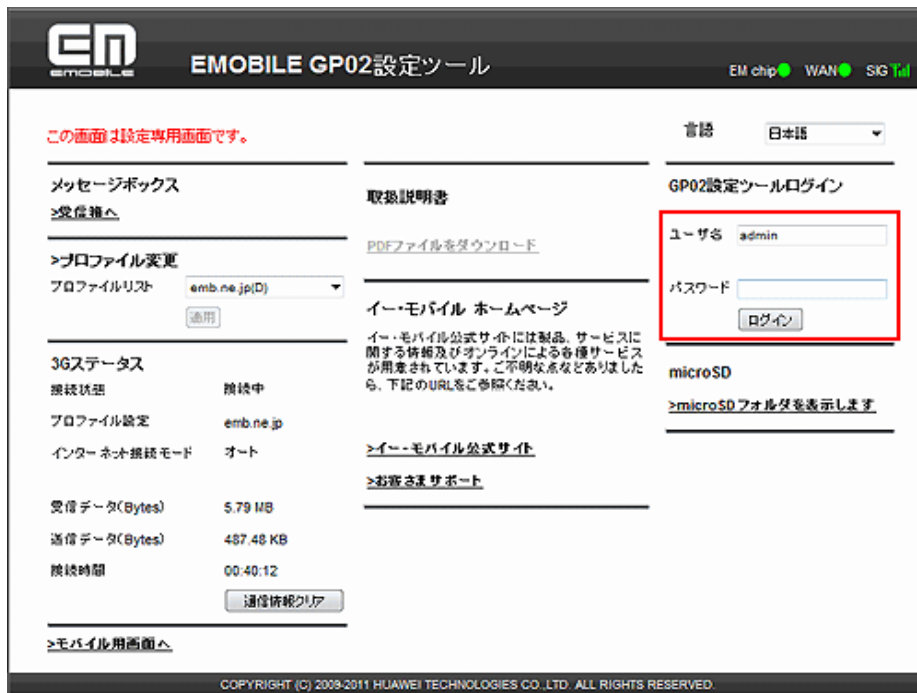 EM
EMOBILE
EMOBILE GP02設定ツール
EM chip WAN SIG
この画面は設定専用画面です。
言語 日本語
メッセージボックス
>受信箱へ
>プロファイル変更
プロファイルリスト emb.ne.jp(D)
適用
3Gステータス
接続状態 接続中
プロファイル設定 emb.ne.jp
インターネット接続モード オート
受信データ(Bytes) 5.79 MB
送信データ(Bytes) 487.48 KB
接続時間 00:40:12
通信情報クリア
>モバイル用画面へ
取扱説明書
PDFファイルをダウンロード
イー・モバイル ホームページ
イー・モバイル公式サイトには製品、サービスに
関する情報及びオンラインによる各種サービス
が用意されています。ご不明な点などありました
ら、下記のURLをご参照ください。
>イー・モバイル公式サイト
>お客さまサポート
GP02設定ツールログイン
ユーザ名 admin
パスワード
ログイン
microSD
>microSDフォルダを表示します
COPYRIGHT (C) 2009-2011 HUAWEI TECHNOLOGIES CO.,LTD. ALL RIGHTS RESERVED.